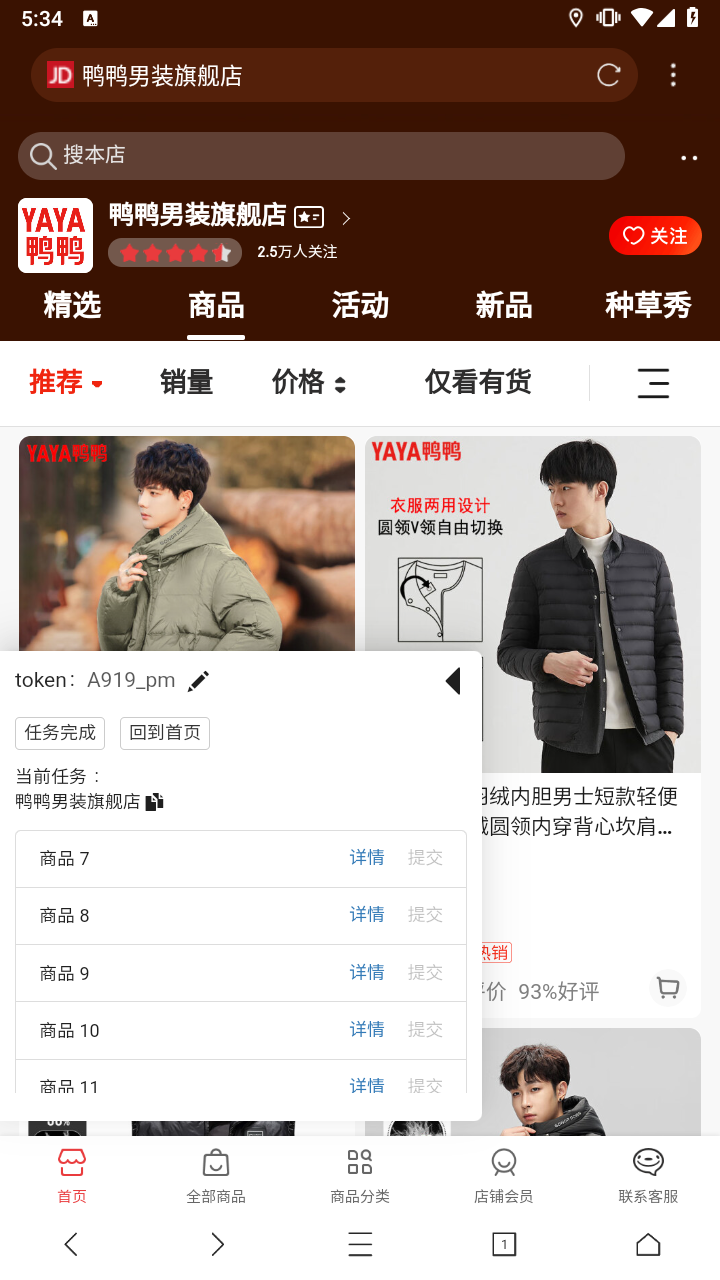 5:34 A
JD 鸭鸭男装旗舰店
搜本店
YAYA
鸭鸭
鸭鸭男装旗舰店
2.5万人关注
关注
精选 商品 活动 新品 种草秀
推荐 销量 价格 仅看有货
YAYA鸭鸭
YAYA鸭鸭
衣服两用设计
圆领V领自由切换
绒内胆男士短款轻便
绒圆领内穿背心坎肩...
热销
评价 93%好评
token: A919_pm
任务完成 回到首页
当前任务：
鸭鸭男装旗舰店
商品 7 详情 提交
商品 8 详情 提交
商品 9 详情 提交
商品 10 详情 提交
商品 11 详情 提交
首页 全部商品 商品分类 店铺会员 联系客服
1